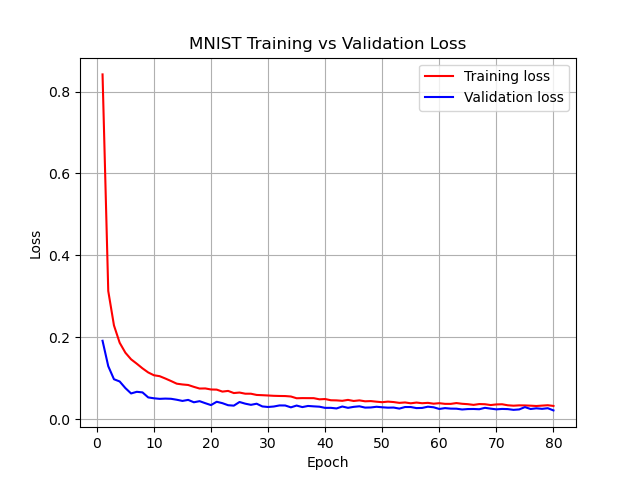 MNIST Training vs Validation Loss
Training loss
Validation loss
0.8
0.6
0.4
0.2
0.0
Loss
0 10 20 30 40 50 60 70 80
Epoch